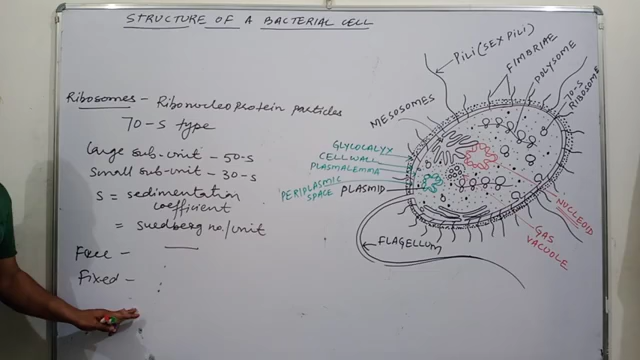 STRUCTURE OF A BACTERIAL CELL
Ribosomes - Ribonucleoprotein particles
70-S type
large sub-unit - 50-S
small sub-unit - 30-S
S = sedimentation
coefficient
= Suedberg no./unit
Free -
Fixed -
PILI (SEX PILI)
FIMBRIAE
POLYSOME
70-S
RIBOSOME
MESOSOMES
GLYCOCALYX
CELL WALL
PLASMALEMMA
PERIPLASMIC
SPACE
PLASMID
NUCLEOID
GAS
VACUOLE
FLAGELLUM